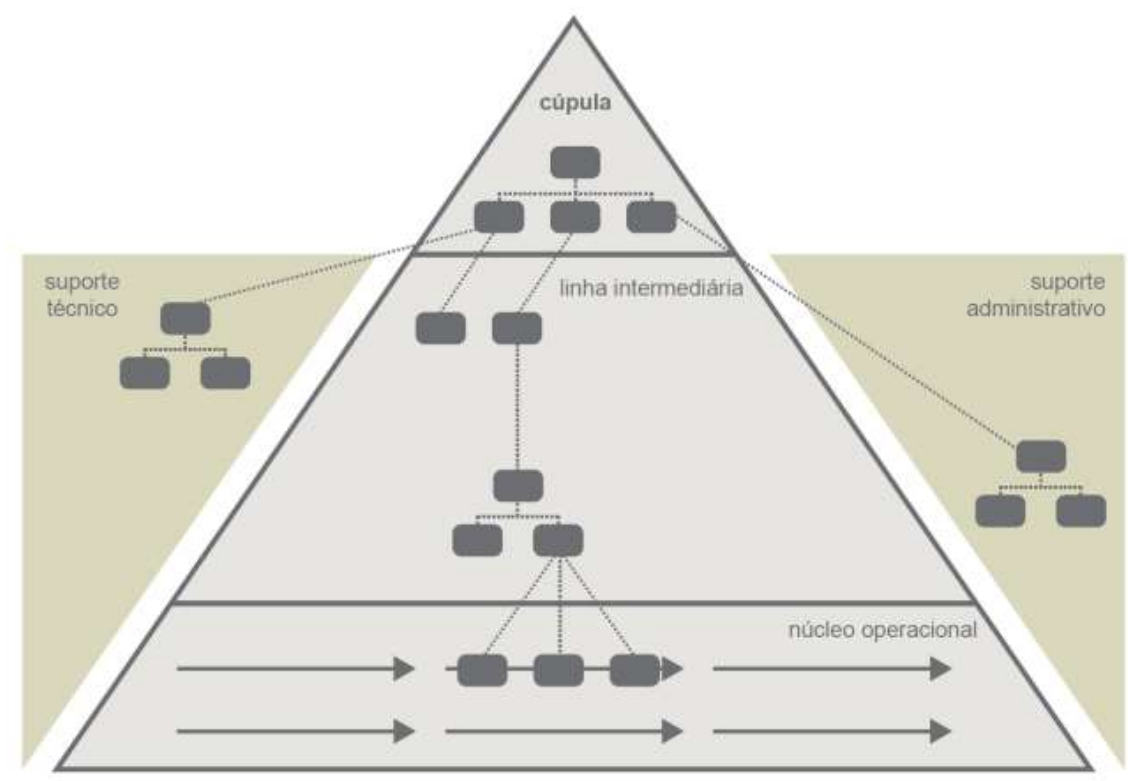 cúpula
suporte
técnico
linha intermediária
suporte
administrativo
núcleo operacional